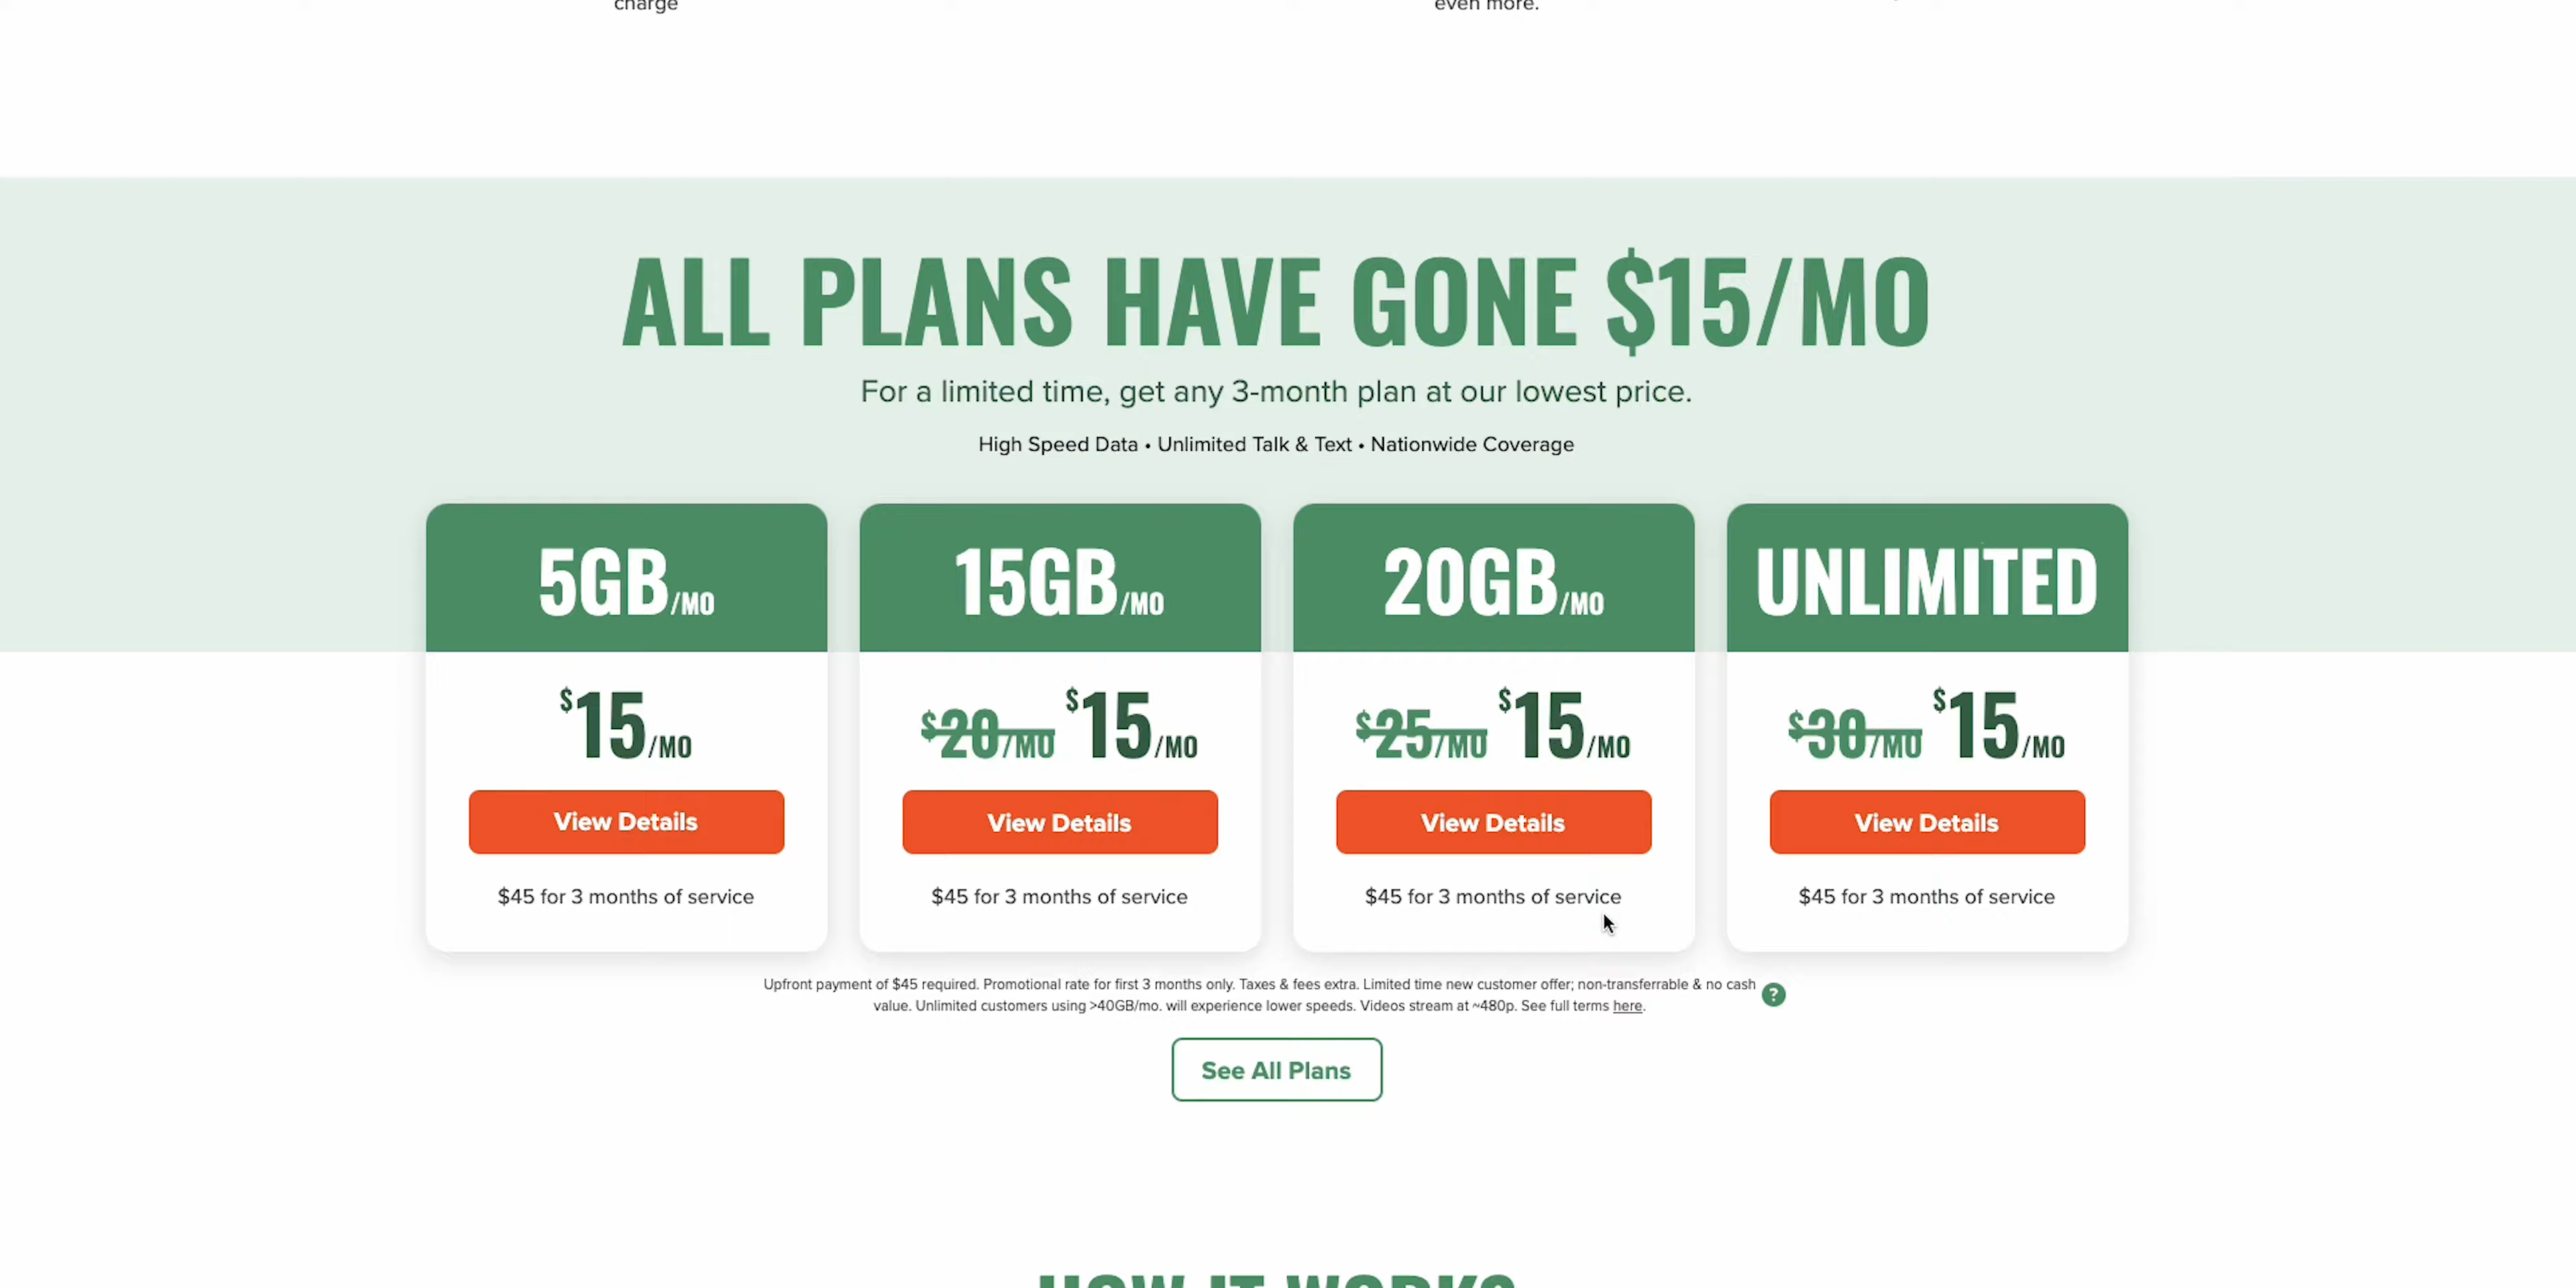 charge
even more.
ALL PLANS HAVE GONE $15/MO
For a limited time, get any 3-month plan at our lowest price.
High Speed Data • Unlimited Talk & Text • Nationwide Coverage
5GB/MO
$15/MO
View Details
$45 for 3 months of service
15GB/MO
$20/MO $15/MO
View Details
$45 for 3 months of service
20GB/MO
$25/MO $15/MO
View Details
$45 for 3 months of service
UNLIMITED
$30/MO $15/MO
View Details
$45 for 3 months of service
Upfront payment of $45 required. Promotional rate for first 3 months only. Taxes & fees extra. Limited time new customer offer; non-transferrable & no cash
value. Unlimited customers using >40GB/mo. will experience lower speeds. Videos stream at ~480p. See full terms here.
?
See All Plans
HOW IT WORKS